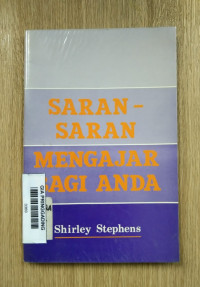 SARAN-
SARAN
MENGAJAR
BAGI ANDA
Shirley Stephens